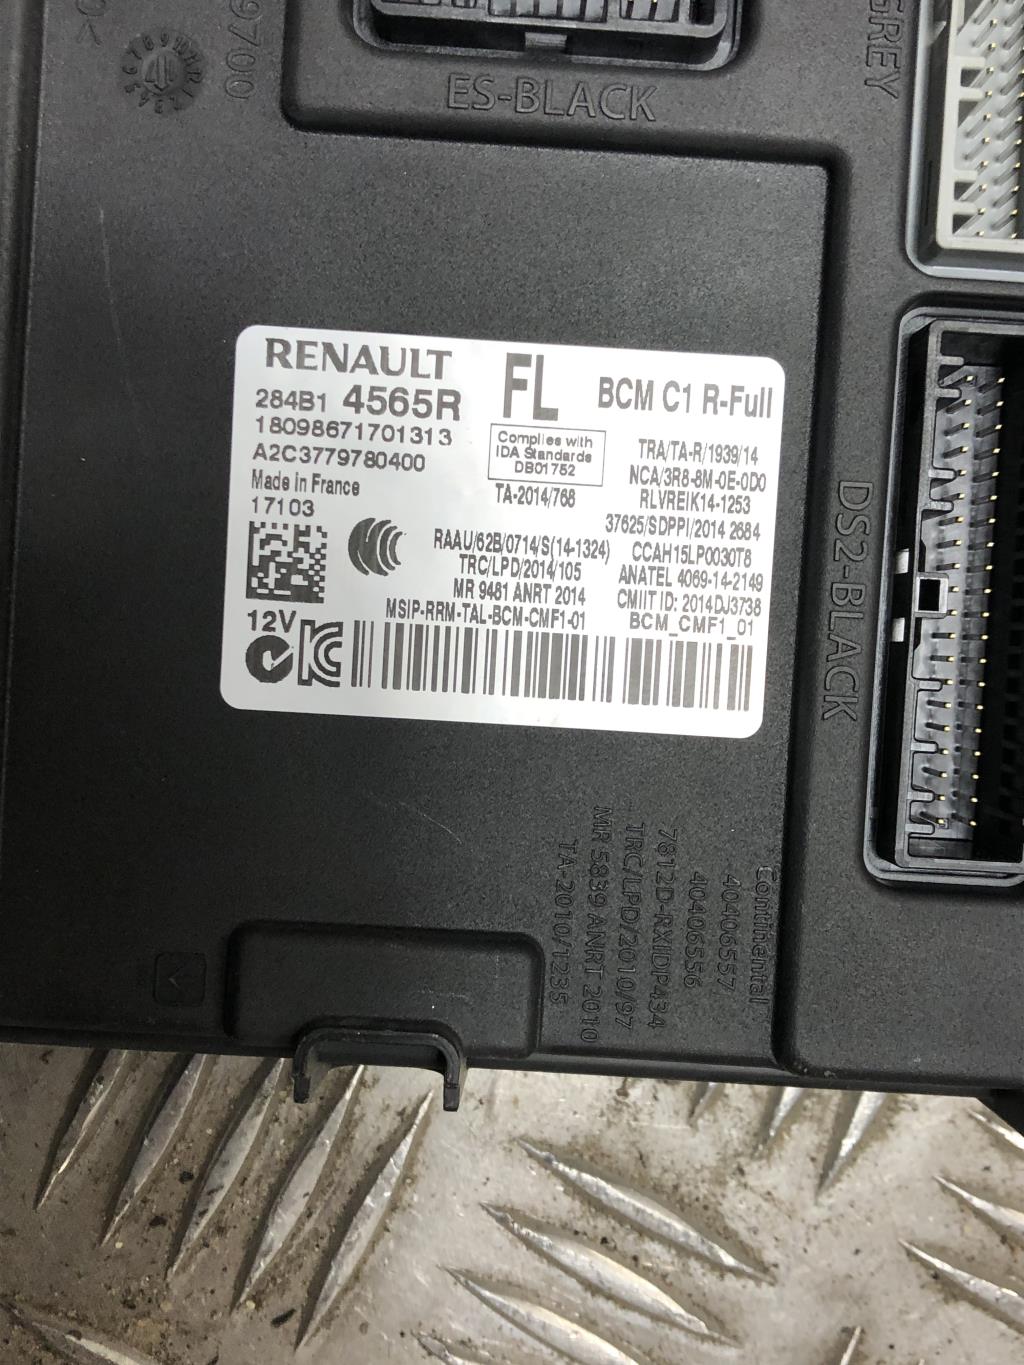 9700
ES-BLACK
GREY
RENAULT
FL
BCM C1 R-Full
284B1 4565R
18098671701313
A2C3779780400
Made in France
17103
Complies with
IDA Standards
DB01752
TA-2014/768
TRA/TA-R/1939/14
NCA/3R8-8M-0E-0D0
RLVREIK14-1253
37625/SDPPI/2014 2684
RAAU/62B/0714/S(14-1324)
CCAH15LP0030T8
TRC/LPD/2014/105
ANATEL 4069-14-2149
MR 9481 ANRT 2014
CMIIT ID: 2014DJ3738
MSIP-RRM-TAL-BCM-CMF1-01
BCM_CMF1_01
12V
DS2-BLACK
Continental
40406557
40406556
7812D-RXIDP434
TRC/LPD/2010/97
MR 5839 ANRT 2010
TA-2010/1235